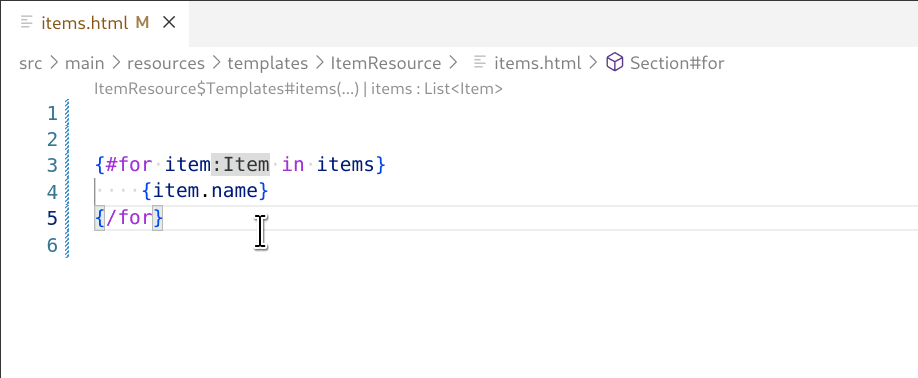 items.html M
src > main > resources > templates > ItemResource > items.html > Section#for
ItemResource$Templates#items(...) | items : List<Item>
1
2
3 {#for item:Item in items}
4 {item.name}
5 {/for}
6